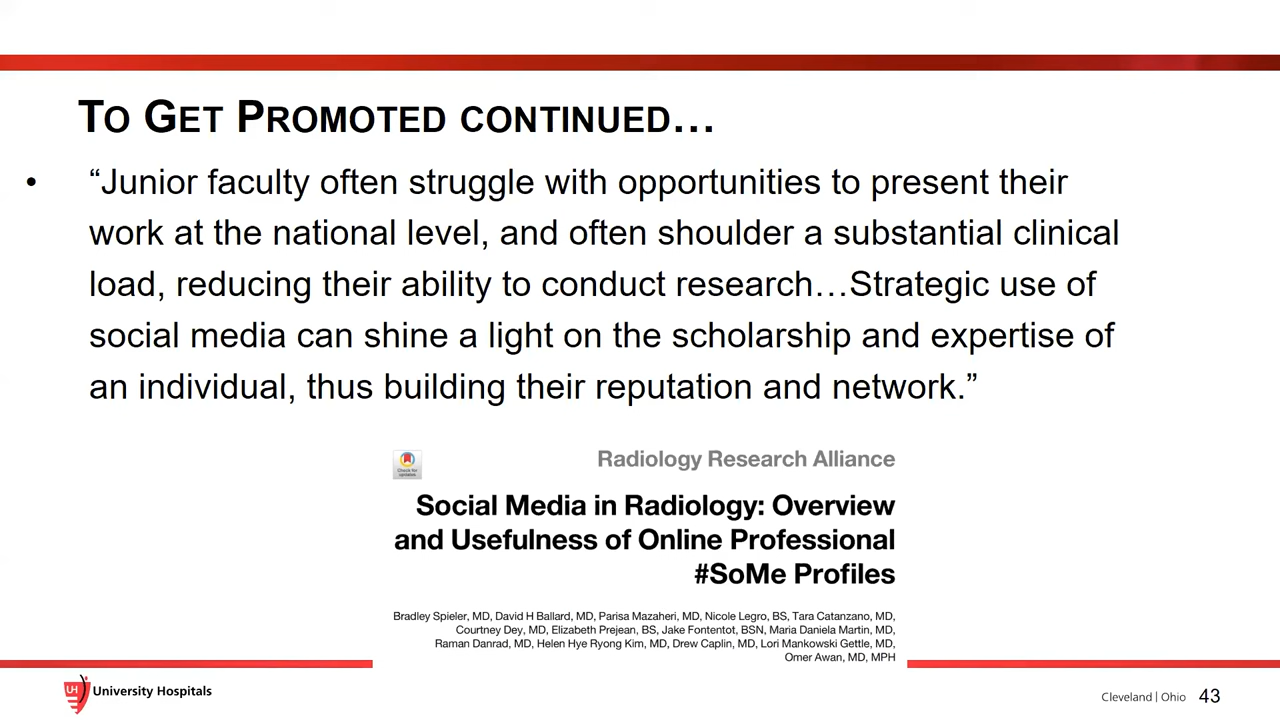 TO GET PROMOTED CONTINUED…
• “Junior faculty often struggle with opportunities to present their
work at the national level, and often shoulder a substantial clinical
load, reducing their ability to conduct research…Strategic use of
social media can shine a light on the scholarship and expertise of
an individual, thus building their reputation and network.”
Check for
updates
Radiology Research Alliance
Social Media in Radiology: Overview
and Usefulness of Online Professional
#SoMe Profiles
Bradley Spieler, MD, David H Ballard, MD, Parisa Mazaheri, MD, Nicole Legro, BS, Tara Catanzano, MD,
Courtney Dey, MD, Elizabeth Prejean, BS, Jake Fontentot, BSN, Maria Daniela Martin, MD,
Raman Danrad, MD, Helen Hye Ryong Kim, MD, Drew Caplin, MD, Lori Mankowski Gettle, MD,
Omer Awan, MD, MPH
UH University Hospitals
Cleveland | Ohio 43